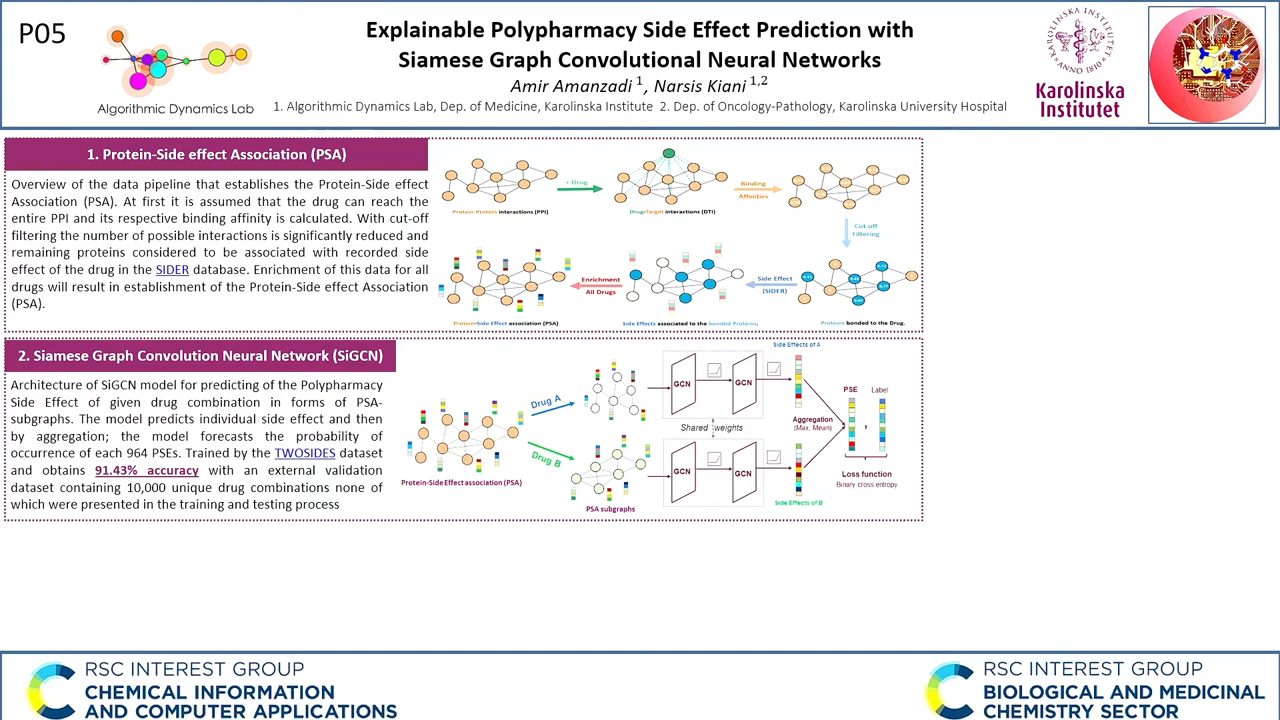 P05
Algorithmic Dynamics Lab
Explainable Polypharmacy Side Effect Prediction with
Siamese Graph Convolutional Neural Networks
Amir Amanzadi 1, Narsis Kiani 1,2
1. Algorithmic Dynamics Lab, Dep. of Medicine, Karolinska Institute 2. Dep. of Oncology-Pathology, Karolinska University Hospital
Karolinska
Institutet
1. Protein-Side effect Association (PSA)
Overview of the data pipeline that establishes the Protein-Side effect
Association (PSA). At first it is assumed that the drug can reach the
entire PPI and its respective binding affinity is calculated. With cut-off
filtering the number of possible interactions is significantly reduced and
remaining proteins considered to be associated with recorded side
effect of the drug in the SIDER database. Enrichment of this data for all
drugs will result in establishment of the Protein-Side effect Association
(PSA).
Protein-Protein interactions (PPI)
+ Drug
Drug-Target interactions (DTI)
Binding
Affinities
Cut-off
Filtering
Proteins bonded to the Drug.
Side Effect
(SIDER)
Side Effects associated to the bonded Proteins.
Enrichment
All Drugs
Protein-Side Effect association (PSA)
2. Siamese Graph Convolution Neural Network (SiGCN)
Architecture of SiGCN model for predicting of the Polypharmacy
Side Effect of given drug combination in forms of PSA-
subgraphs. The model predicts individual side effect and then
by aggregation, the model forecasts the probability of
occurrence of each 964 PSEs. Trained by the TWOSIDES dataset
and obtains 91.43% accuracy with an external validation
dataset containing 10,000 unique drug combinations none of
which were presented in the training and testing process
Protein-Side Effect association (PSA)
Drug A
Drug B
PSA subgraphs
GCN
GCN
Shared weights
GCN
GCN
Side Effects of A
Side Effects of B
Aggregation
(Max, Mean)
PSE
Label
,
Loss function
Binary cross entropy
RSC INTEREST GROUP
CHEMICAL INFORMATION
AND COMPUTER APPLICATIONS
RSC INTEREST GROUP
BIOLOGICAL AND MEDICINAL
CHEMISTRY SECTOR